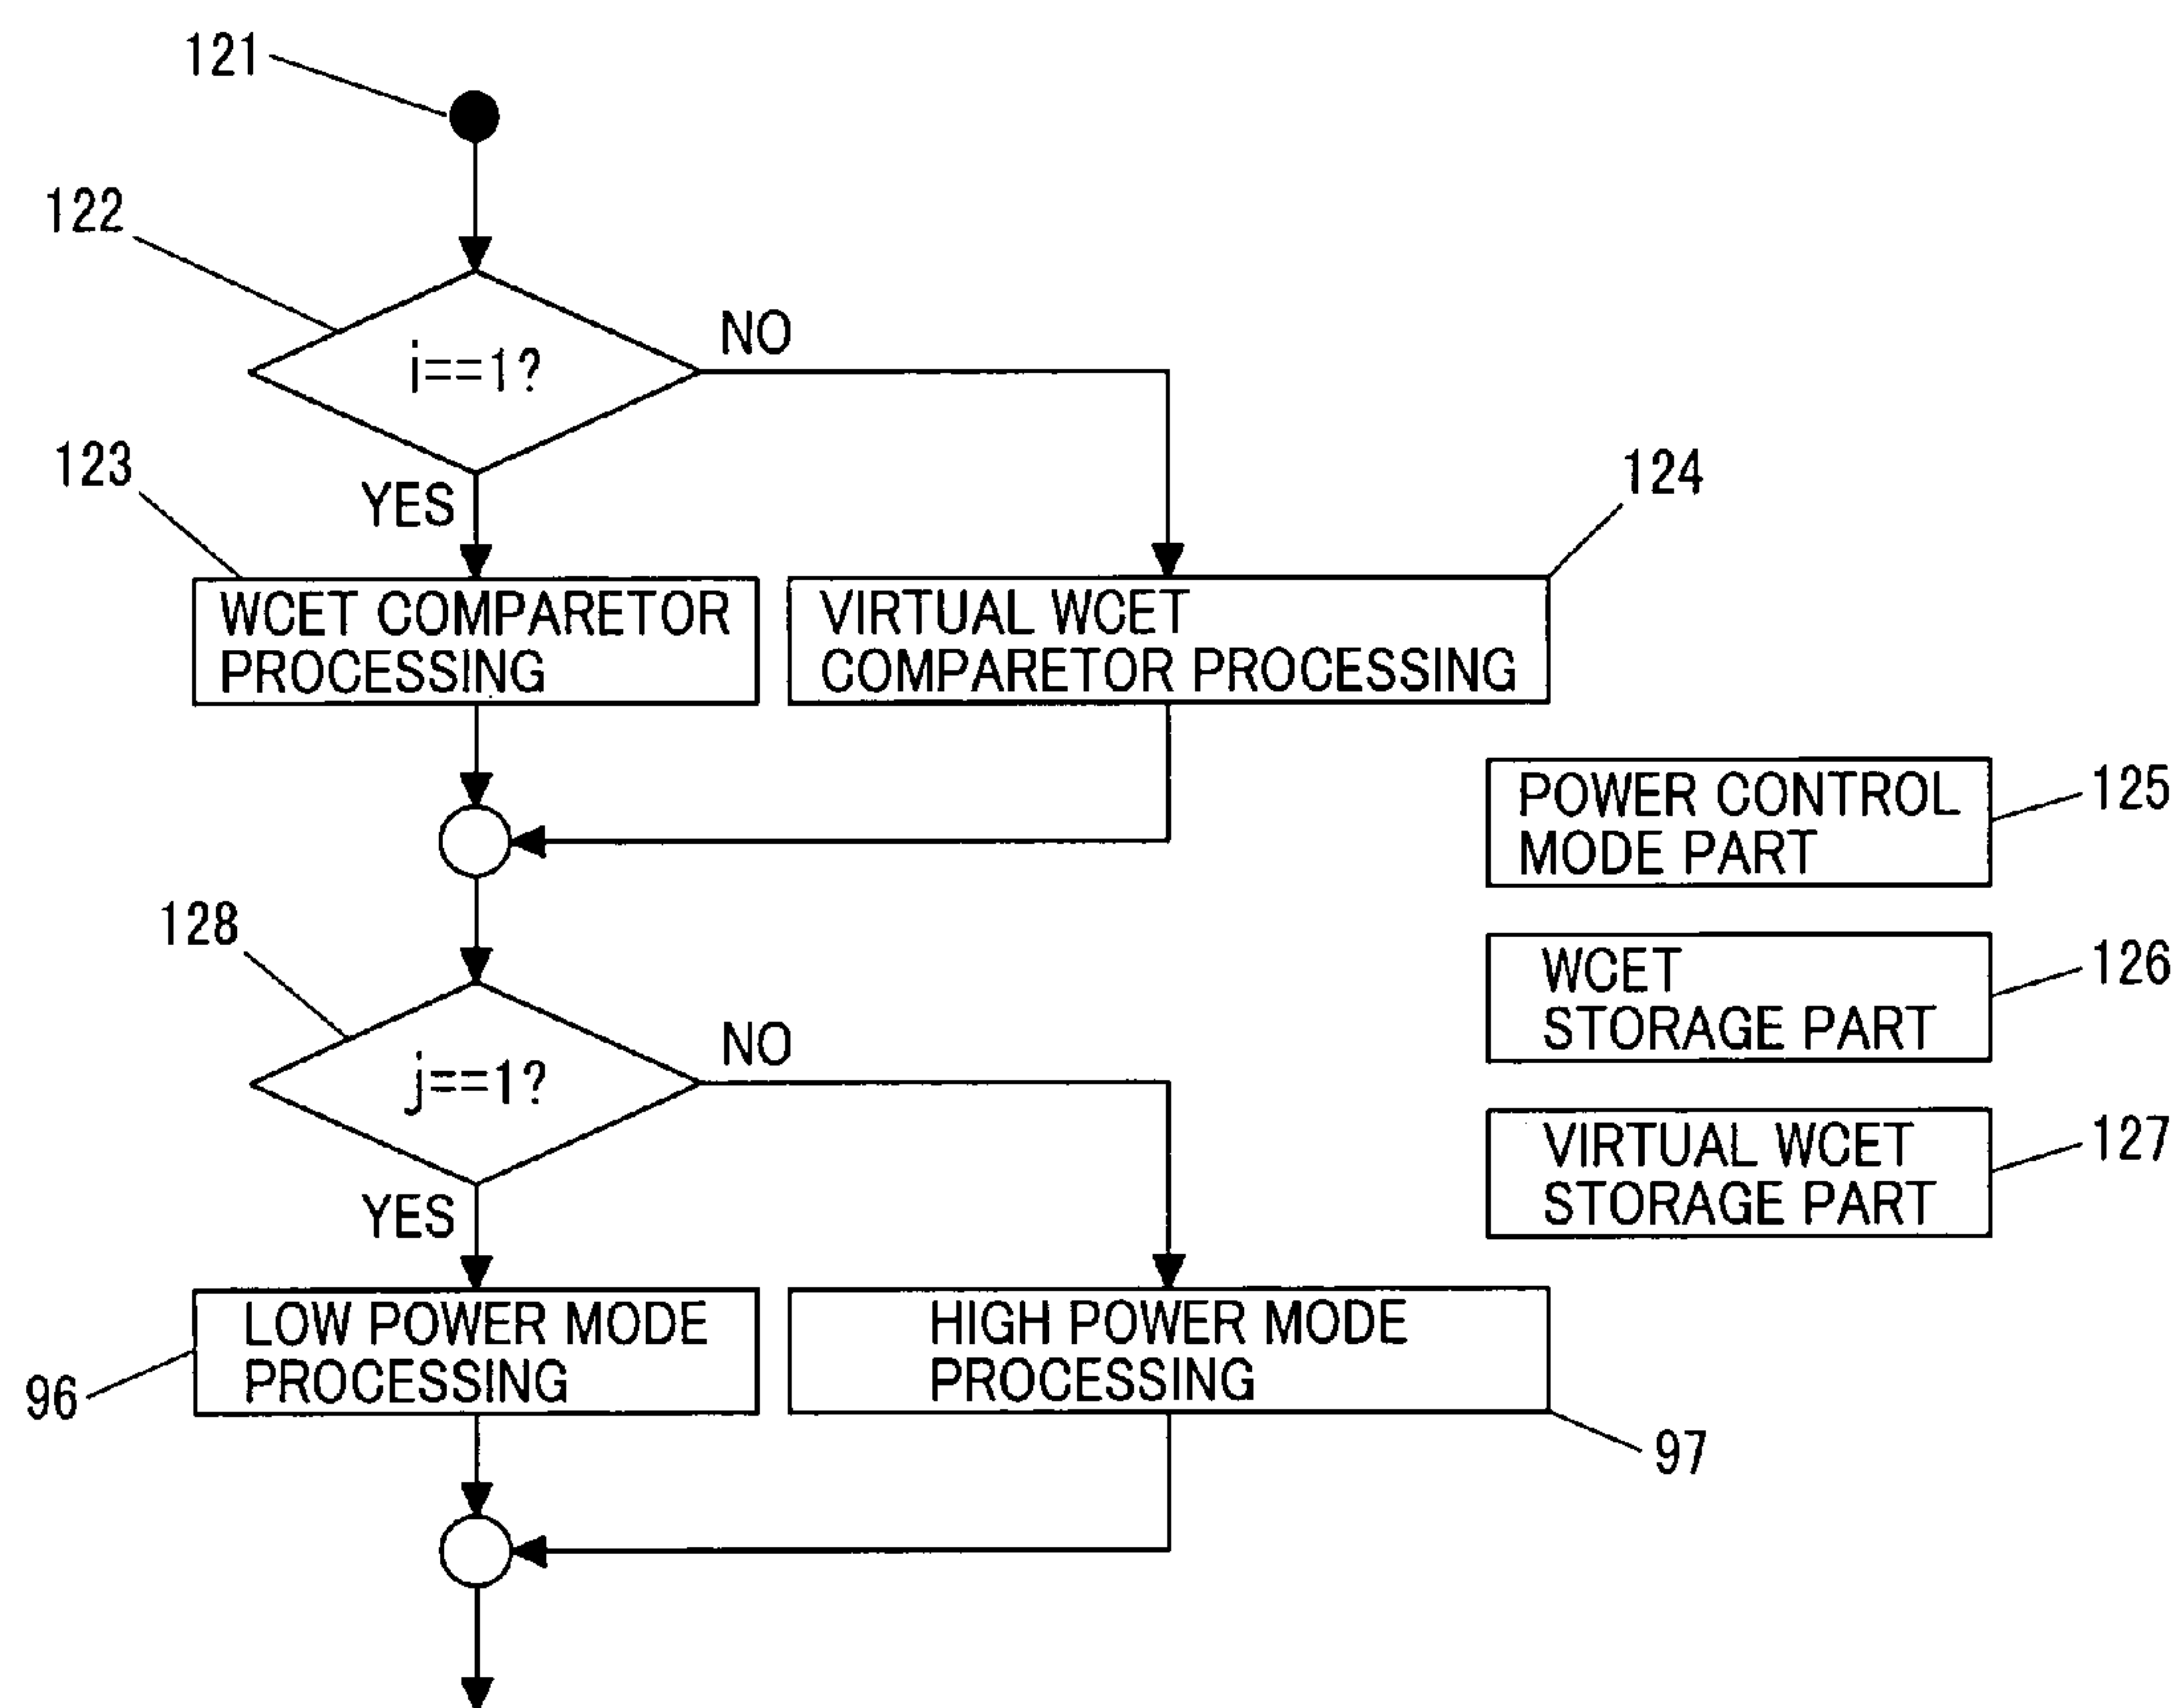 121
122
i==1?
NO
YES
123
124
WCET COMPARETOR
PROCESSING
VIRTUAL WCET
COMPARETOR PROCESSING
POWER CONTROL
MODE PART
125
WCET
STORAGE PART
126
VIRTUAL WCET
STORAGE PART
127
128
j==1?
NO
YES
LOW POWER MODE
PROCESSING
96
HIGH POWER MODE
PROCESSING
97